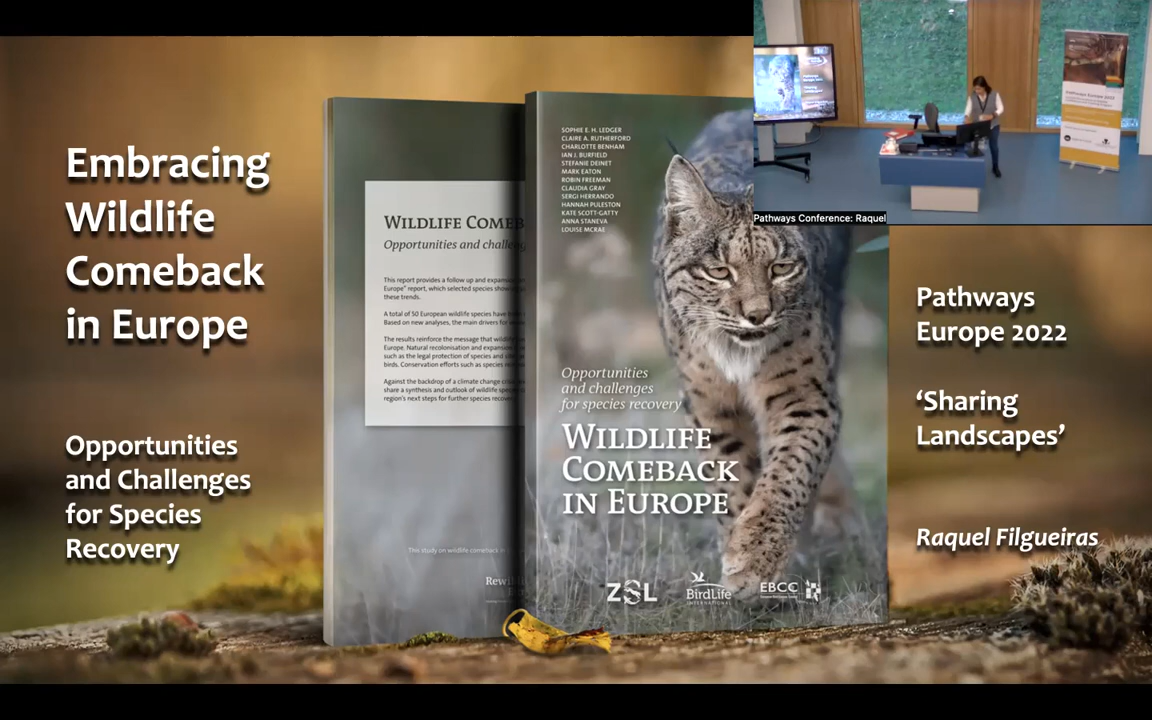 Embracing
Wildlife
Comeback
in Europe
Opportunities
and Challenges
for Species
Recovery
WILDLIFE COMEB
Opportunities and challeng
This report provides a follow up and expan
Europe" report, which selected species show
these trends.
A total of 50 European wildlife species have
Based on new analyses, the main drivers for
The results reinforce the message that wildlif
Europe. Natural recolonisation and expansi
such as the legal protection of species and
birds. Conservation efforts such as species
Against the backdrop of a climate change
share a synthesis and outlook of wildlife
region's next steps for further species recove
This study on wildlife comeback in
Rewil
SOPHIE E. H. LEDGER
CLAIRE A. RUTHERFORD
CHARLOTTE BENHAM
IAN J. BURFIELD
STEFANIE DEINET
MARK EATON
ROBIN FREEMAN
CLAUDIA GRAY
SERGI HERRANDO
HANNAH PULESTON
KATE SCOTT-GATTY
ANNA STANEVA
LOUISE MCRAE
Opportunities
and challenges
for species recovery
WILDLIFE
COMEBACK
IN EUROPE
ZSL
BirdLife
INTERNATIONAL
EBCC
Pathways Conference: Raquel
Pathways
Europe 2022
‘Sharing
Landscapes’
Raquel Filgueiras